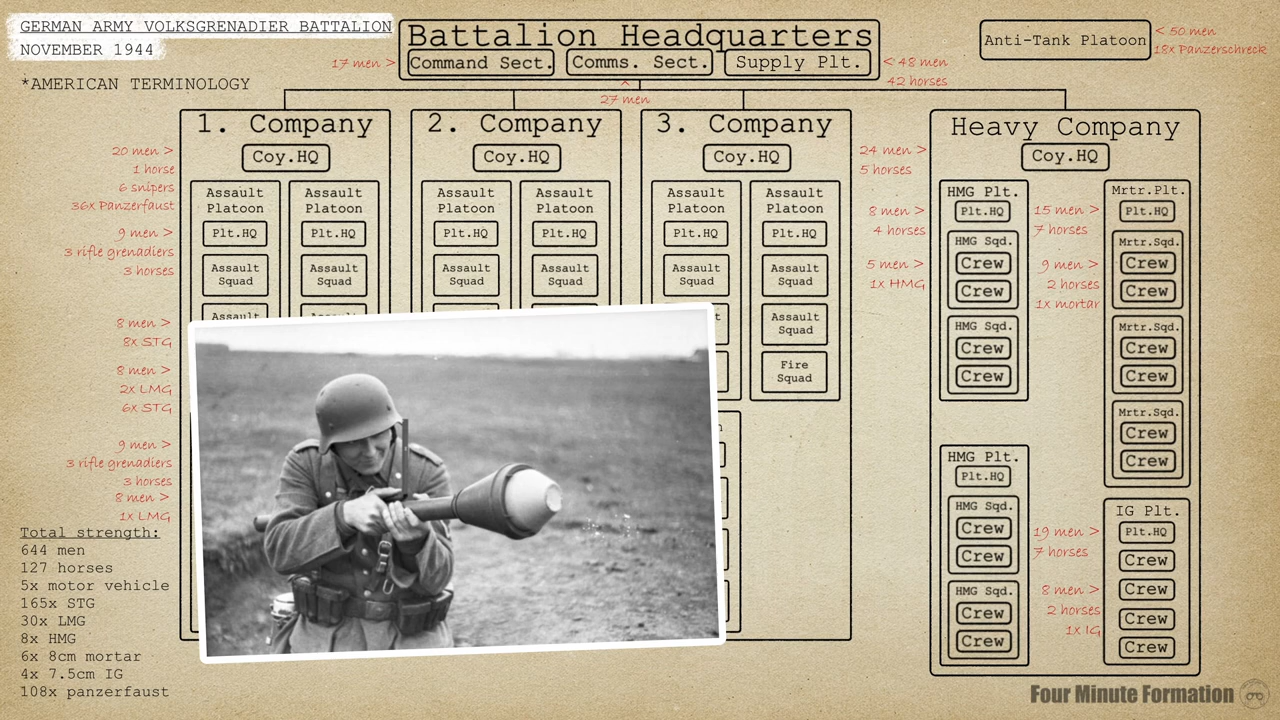 GERMAN ARMY VOLKSGRENADIER BATTALION
NOVEMBER 1944
*AMERICAN TERMINOLOGY
Battalion Headquarters
17 men >
Command Sect.
Comms. Sect.
Supply Plt.
< 48 men
42 horses
^
27 men
Anti-Tank Platoon
< 50 men
18x Panzerschreck
1. Company
Coy.HQ
Assault
Platoon
Plt.HQ
Assault
Squad
Assault
Assault
Platoon
Plt.HQ
Assault
Squad
Assault
2. Company
Coy.HQ
Assault
Platoon
Plt.HQ
Assault
Squad
Assault
Platoon
Plt.HQ
Assault
Squad
3. Company
Coy.HQ
Assault
Platoon
Plt.HQ
Assault
Squad
Assault
Platoon
Plt.HQ
Assault
Squad
Assault
Squad
Fire
Squad
20 men >
1 horse
6 snipers
36x Panzerfaust
9 men >
3 rifle grenadiers
3 horses
8 men >
8x STG
8 men >
2x LMG
6x STG
9 men >
3 rifle grenadiers
3 horses
8 men >
1x LMG
Total strength:
644 men
127 horses
5x motor vehicle
165x STG
30x LMG
8x HMG
6x 8cm mortar
4x 7.5cm IG
108x panzerfaust
Heavy Company
24 men >
5 horses
Coy.HQ
8 men >
4 horses
5 men >
1x HMG
HMG Plt.
Plt.HQ
HMG Sqd.
Crew
Crew
HMG Sqd.
Crew
Crew
HMG Plt.
Plt.HQ
HMG Sqd.
Crew
Crew
HMG Sqd.
Crew
Crew
15 men >
7 horses
9 men >
2 horses
1x mortar
Mrtr.Plt.
Plt.HQ
Mrtr.Sqd.
Crew
Crew
Mrtr.Sqd.
Crew
Crew
Mrtr.Sqd.
Crew
Crew
19 men >
7 horses
8 men >
2 horses
1x IG
IG Plt.
Plt.HQ
Crew
Crew
Crew
Crew
Four Minute Formation